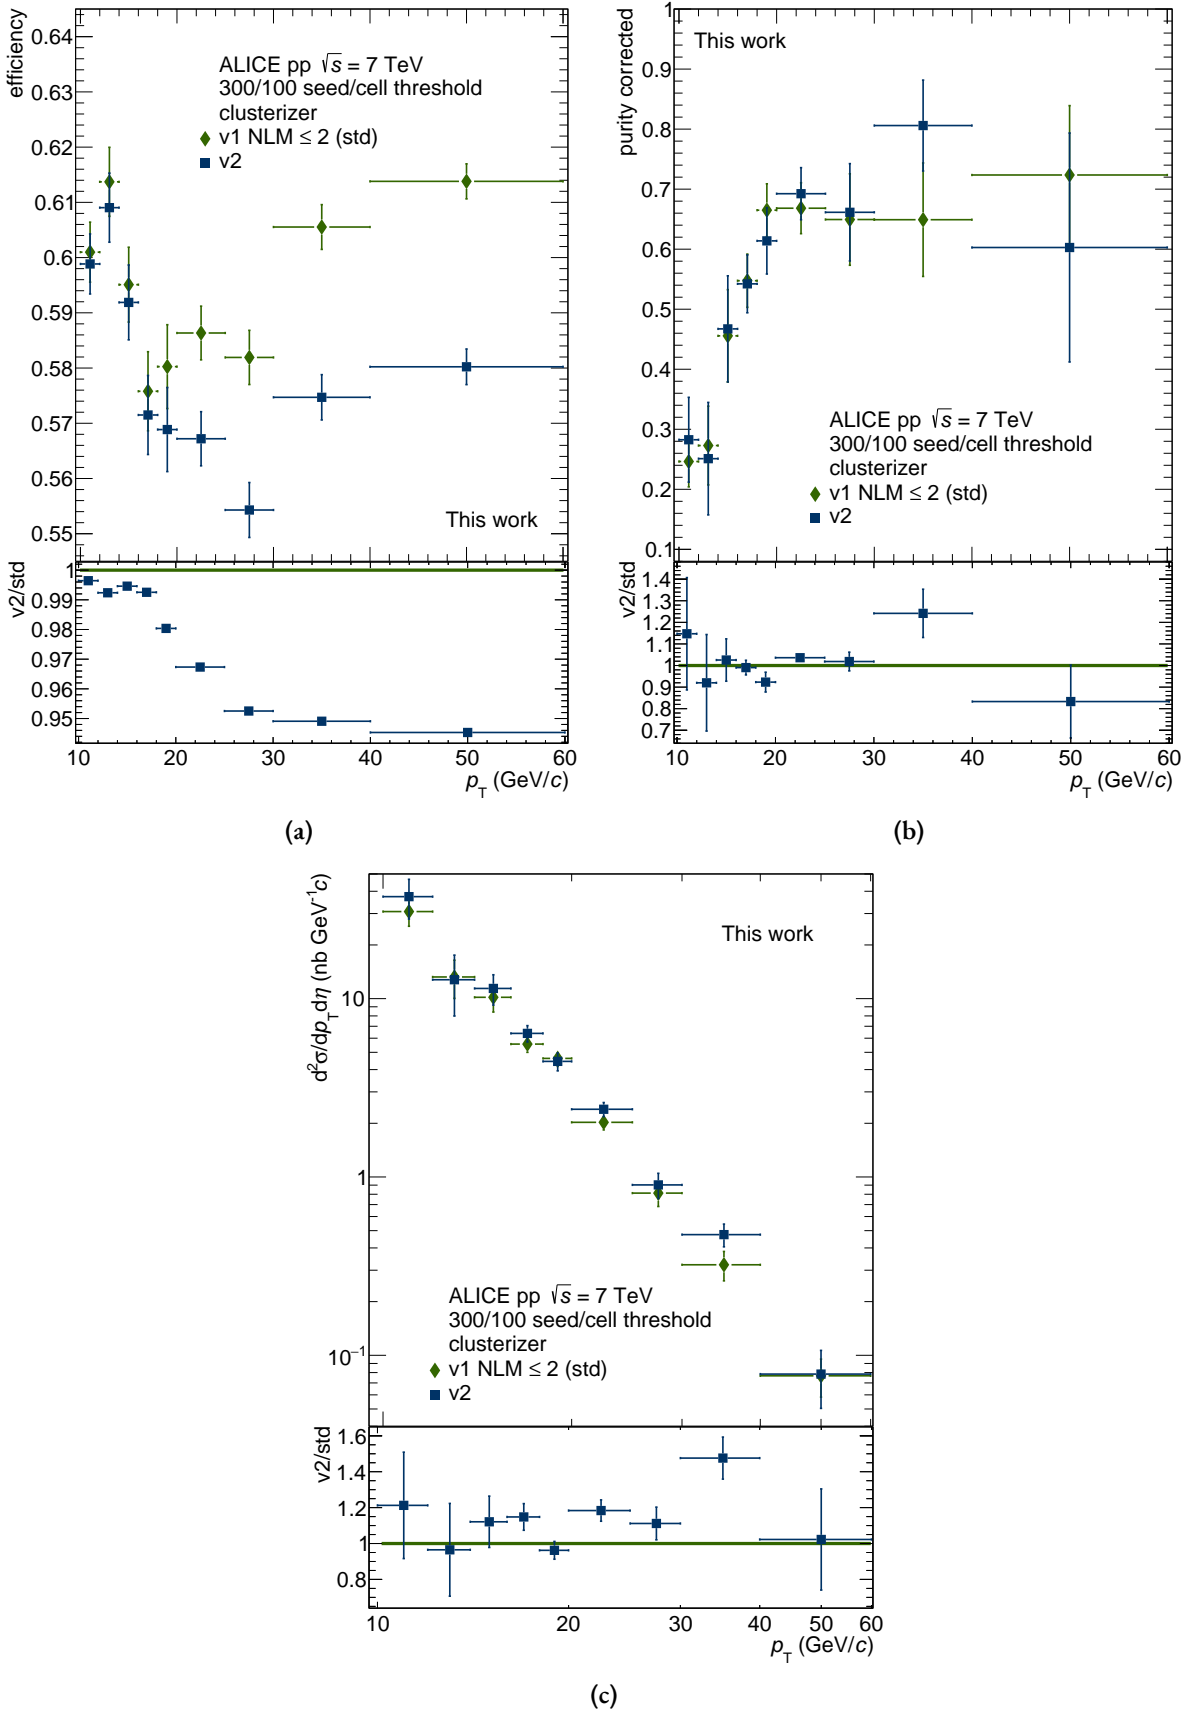 efficiency
0.64
0.63
0.62
0.61
0.6
0.59
0.58
0.57
0.56
0.55
ALICE pp √s = 7 TeV
300/100 seed/cell threshold
clusterizer
v1 NLM ≤ 2 (std)
v2
This work
v2/std
1
0.99
0.98
0.97
0.96
0.95
10 20 30 40 50 60
p_T (GeV/c)
(a)
purity corrected
1
0.9
0.8
0.7
0.6
0.5
0.4
0.3
0.2
0.1
This work
ALICE pp √s = 7 TeV
300/100 seed/cell threshold
clusterizer
v1 NLM ≤ 2 (std)
v2
v2/std
1.4
1.3
1.2
1.1
1
0.9
0.8
0.7
10 20 30 40 50 60
p_T (GeV/c)
(b)
d²σ/dp_T dη (nb GeV⁻¹c)
10
1
10⁻¹
This work
ALICE pp √s = 7 TeV
300/100 seed/cell threshold
clusterizer
v1 NLM ≤ 2 (std)
v2
v2/std
1.6
1.4
1.2
1
0.8
10 20 30 40 50 60
p_T (GeV/c)
(c)